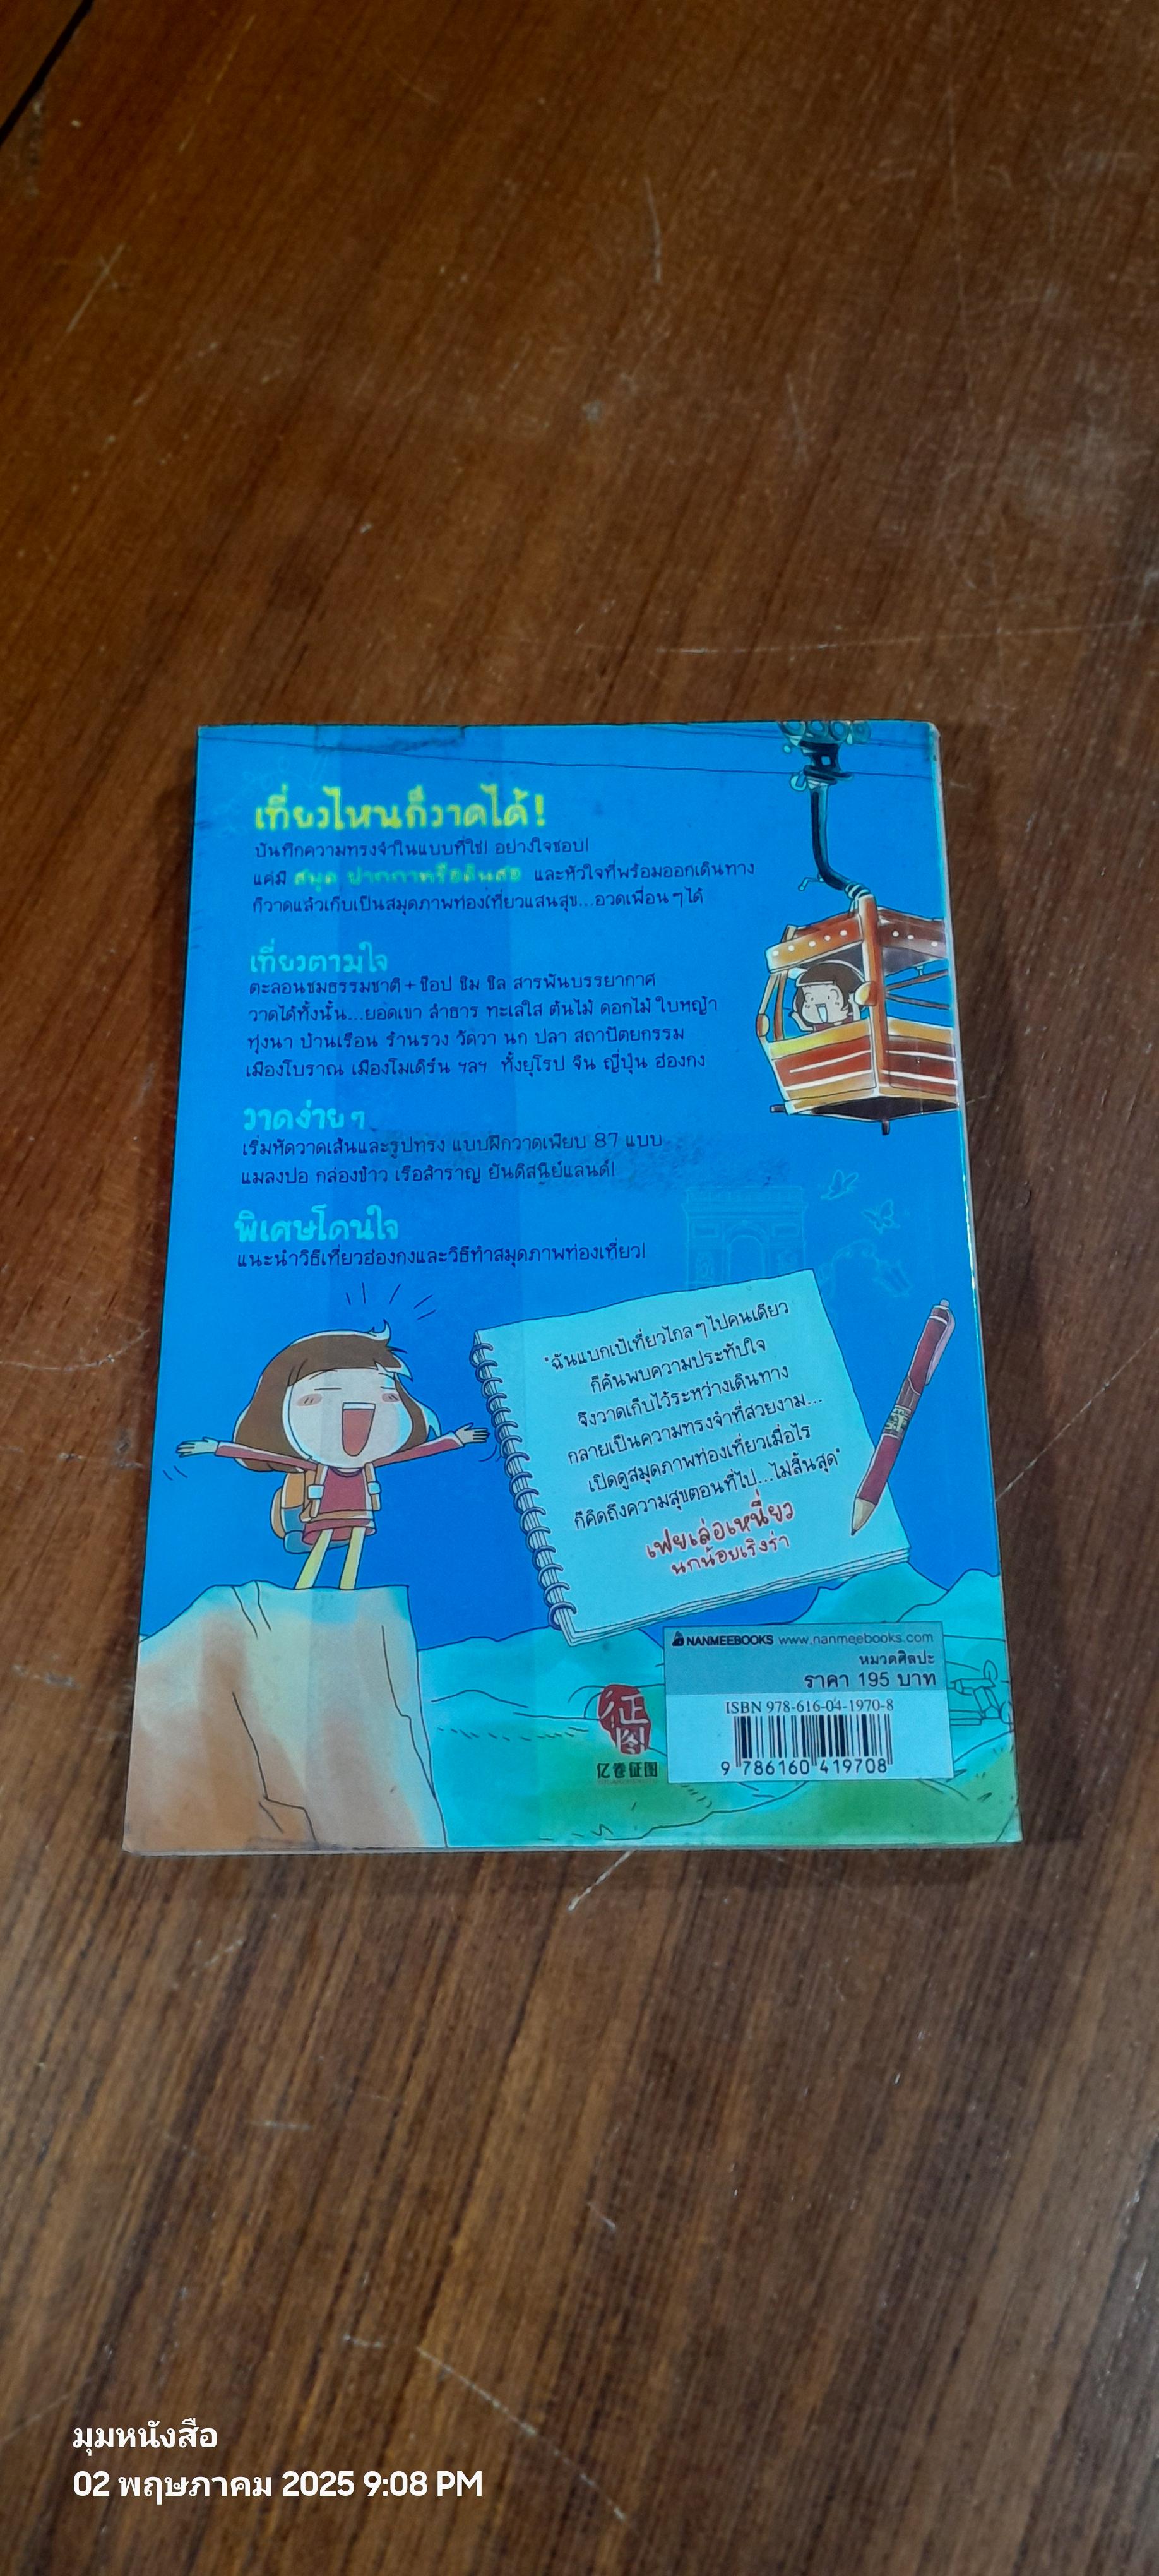 เที่ยวไหนก็วาดได้!
บันทึกความทรงจำในแบบที่ใช่! อย่างใจชอบ!
แค่มี สมุด ปากกาหรือดินสอ และหัวใจที่พร้อมออกเดินทาง
ก็วาดแล้วเก็บเป็นสมุดภาพท่องเที่ยวแสนสุข...อวดเพื่อนๆได้
เที่ยวตามใจ
ตะลอนชมธรรมชาติ + ช็อป ชิม ชิล สารพันบรรยากาศ
วาดได้ทั้งนั้น...ยอดเขา ลำธาร ทะเลใส ต้นไม้ ดอกไม้ ใบหญ้า
ทุ่งนา บ้านเรือน ร้านรวง วัดวา นก ปลา สถาปัตยกรรม
เมืองโบราณ เมืองโมเดิร์น ฯลฯ ทั้งยุโรป จีน ญี่ปุ่น ฮ่องกง
วาดง่ายๆ
เริ่มหัดวาดเส้นและรูปทรง แบบฝึกวาดเพียบ 87 แบบ
แมลงปอ กล่องข้าว เรือสำราญ ยันดิสนีย์แลนด์!
พิเศษโดนใจ
แนะนำวิธีเที่ยวฮ่องกงและวิธีทำสมุดภาพท่องเที่ยว!
"ฉันแบกเป้เที่ยวไกลๆไปคนเดียว
ก็ค้นพบความประทับใจ
จึงวาดเก็บไว้ระหว่างเดินทาง
กลายเป็นความทรงจำที่สวยงาม...
เปิดดูสมุดภาพท่องเที่ยวเมื่อไร
ก็คิดถึงความสุขตอนที่ไป...ไม่สิ้นสุด"
เฟยเล่อเหนี่ยว
นกน้อยเริงร่า
NANMEEBOOKS www.nanmeebooks.com
หมวดศิลปะ
ราคา 195 บาท
ISBN 978-616-04-1970-8
9 786160 419708
征图
亿卷征图
มุมหนังสือ
02 พฤษภาคม 2025 9:08 PM